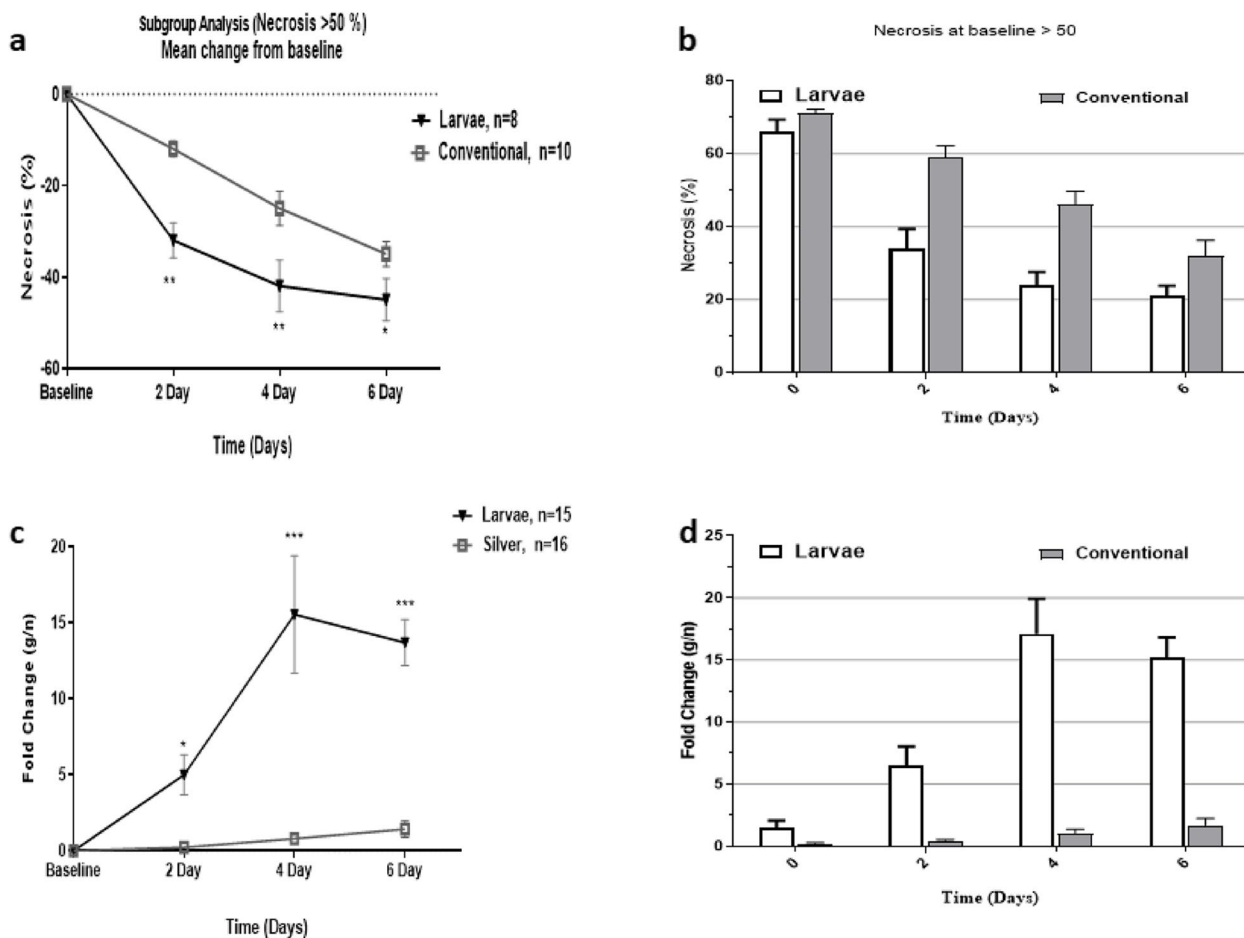 a
Subgroup Analysis (Necrosis >50 %)
Mean change from baseline
0
-20
-40
-60
Necrosis (%)
Larvae, n=8
Conventional, n=10
**
**
*
Baseline
2 Day
4 Day
6 Day
Time (Days)
b
Necrosis at baseline > 50
80
60
40
20
0
Necrosis (%)
Larvae
Conventional
0
2
4
6
Time (Days)
c
Larvae, n=15
Silver, n=16
20
15
10
5
0
Fold Change (g/n)
*
***
***
Baseline
2 Day
4 Day
6 Day
Time (Days)
d
25
20
15
10
5
0
Fold Change (g/n)
Larvae
Conventional
0
2
4
6
Time (Days)